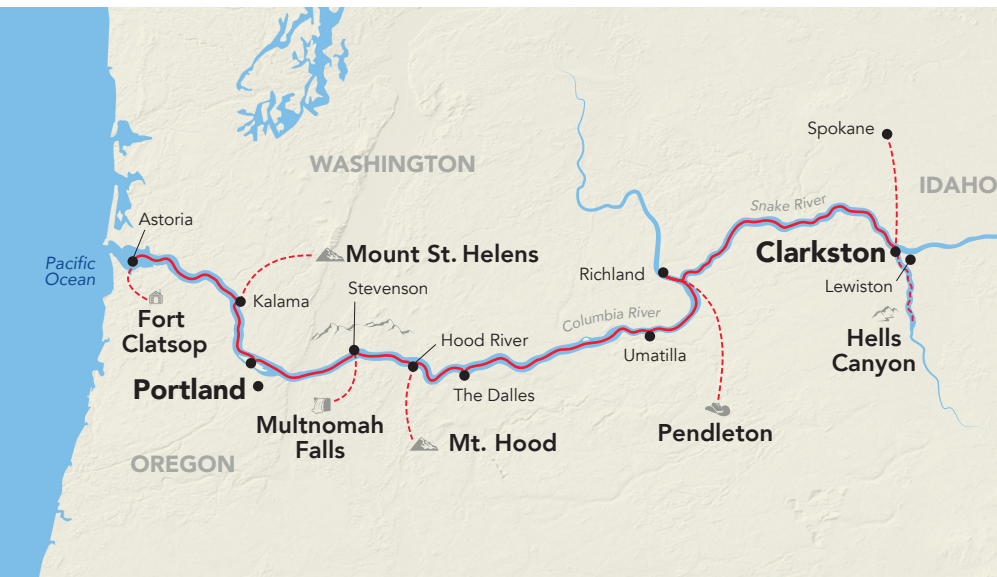 Spokane
WASHINGTON
IDAHO
Snake River
Astoria
Mount St. Helens
Clarkston
Pacific
Ocean
Richland
Lewiston
Kalama
Stevenson
Fort
Clatsop
Columbia River
Hood River
Umatilla
Hells
Canyon
Portland
The Dalles
Multnomah
Falls
Mt. Hood
Pendleton
OREGON